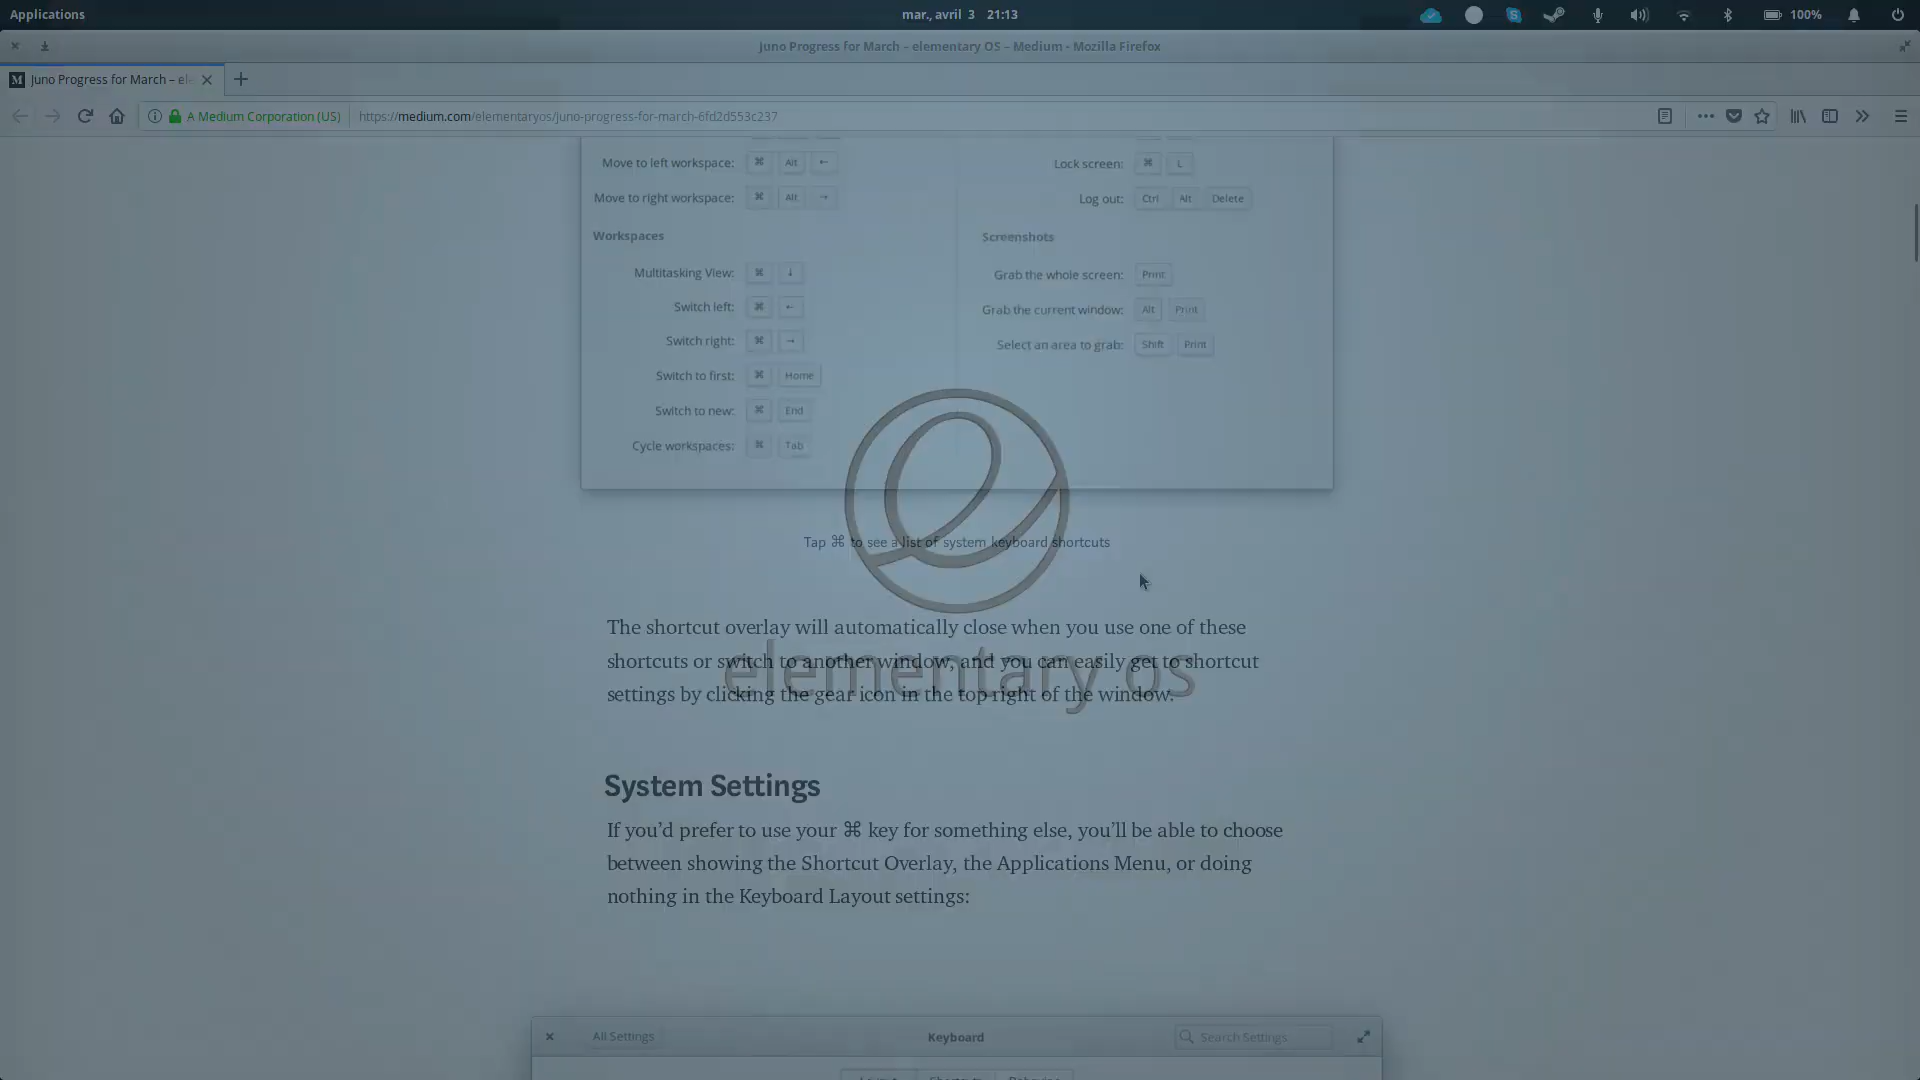 Applications
mar., avril 3 21:13
100%
Juno Progress for March – elementary OS – Medium - Mozilla Firefox
Juno Progress for March – el
A Medium Corporation (US)
https://medium.com/elementaryos/juno-progress-for-march-6fd2d553c237
Move to left workspace: ⌘ Alt ←
Lock screen: ⌘ L
Move to right workspace: ⌘ Alt →
Log out: Ctrl Alt Delete
Workspaces
Screenshots
Multitasking View: ⌘ ↓
Grab the whole screen: Print
Switch left: ⌘ ←
Grab the current window: Alt Print
Switch right: ⌘ →
Select an area to grab: Shift Print
Switch to first: ⌘ Home
Switch to new: ⌘ End
Cycle workspaces: ⌘ Tab
Tap ⌘ to see a list of system keyboard shortcuts
The shortcut overlay will automatically close when you use one of these
shortcuts or switch to another window, and you can easily get to shortcut
settings by clicking the gear icon in the top right of the window.
elementary os
System Settings
If you’d prefer to use your ⌘ key for something else, you’ll be able to choose
between showing the Shortcut Overlay, the Applications Menu, or doing
nothing in the Keyboard Layout settings:
All Settings
Keyboard
Search Settings